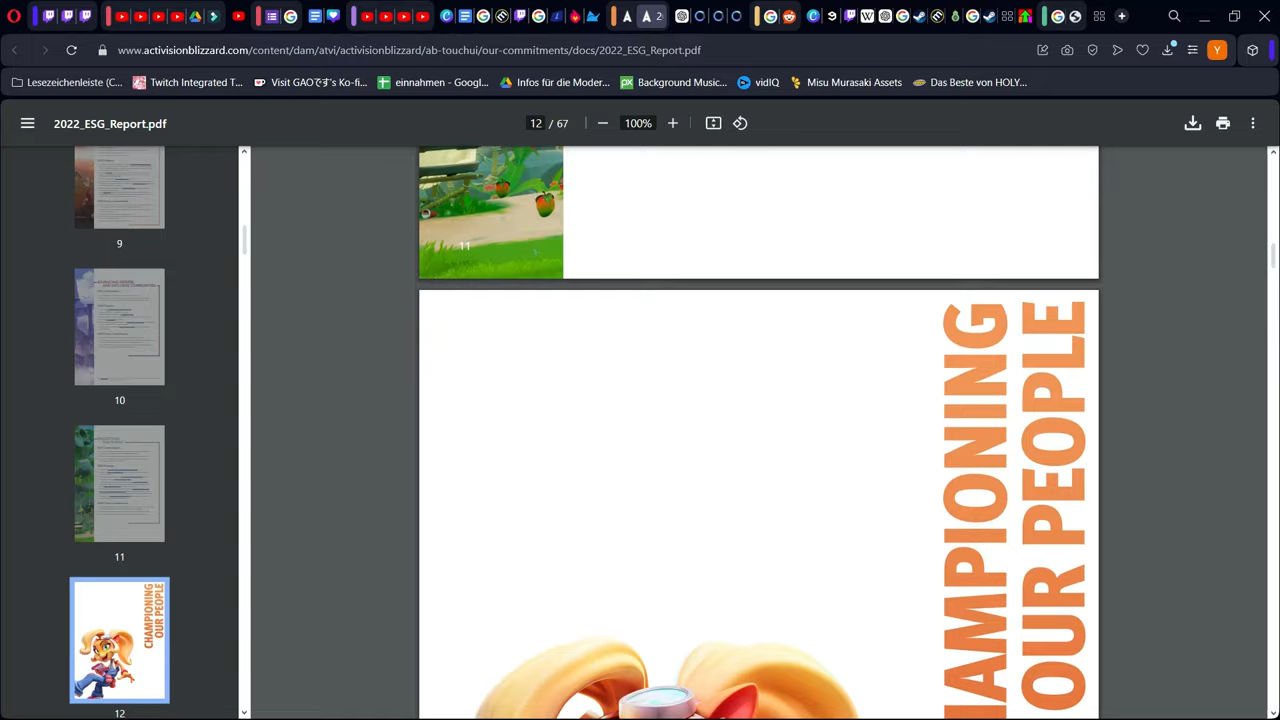 2
www.activisionblizzard.com/content/dam/atvi/activisionblizzard/ab-touchui/our-commitments/docs/2022_ESG_Report.pdf
Y
Lesezeichenleiste (C...
Twitch Integrated T...
Visit GAOです's Ko-fi...
einnahmen - Googl...
Infos für die Moder...
Background Music...
vidIQ
Misu Murasaki Assets
Das Beste von HOLY...
2022_ESG_Report.pdf
12 / 67
100%
9
10
11
CHAMPIONING
OUR PEOPLE
12
11
HAMPIONING
OUR PEOPLE